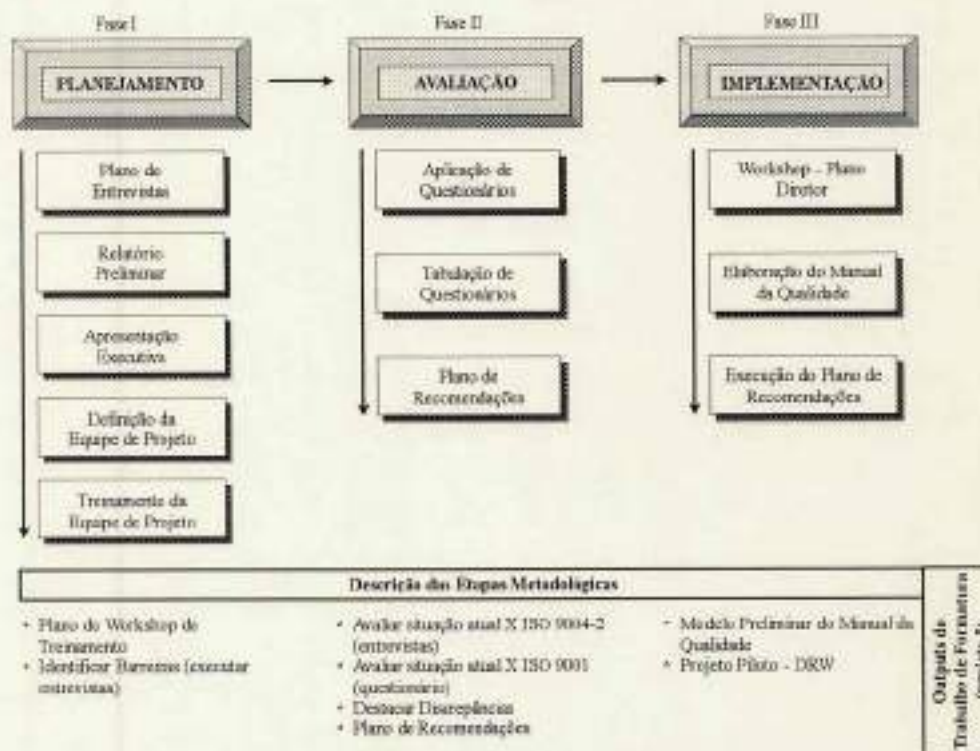 Fase I
PLANEJAMENTO
Plano de
Entrevistas
Relatório
Preliminar
Apresentação
Executiva
Definição da
Equipe de Projeto
Treinamento da
Equipe de Projeto
Fase II
AVALIAÇÃO
Aplicação de
Questionários
Tabulação de
Questionários
Plano de
Recomendações
Fase III
IMPLEMENTAÇÃO
Workshop - Plano
Diretor
Elaboração do Manual
da Qualidade
Execução do Plano de
Recomendações
Descrição das Etapas Metodológicas
Plano do Workshop de
Treinamento
Identificar Barreiras (executar
entrevistas)
Avaliar situação atual X ISO 9004-2
(entrevistas)
Avaliar situação atual X ISO 9001
(questionário)
Destacar Discrepâncias
Plano de Recomendações
Modelo Preliminar do Manual da
Qualidade
Projeto Piloto - DRW
Outputs do
Trabalho de Formatura